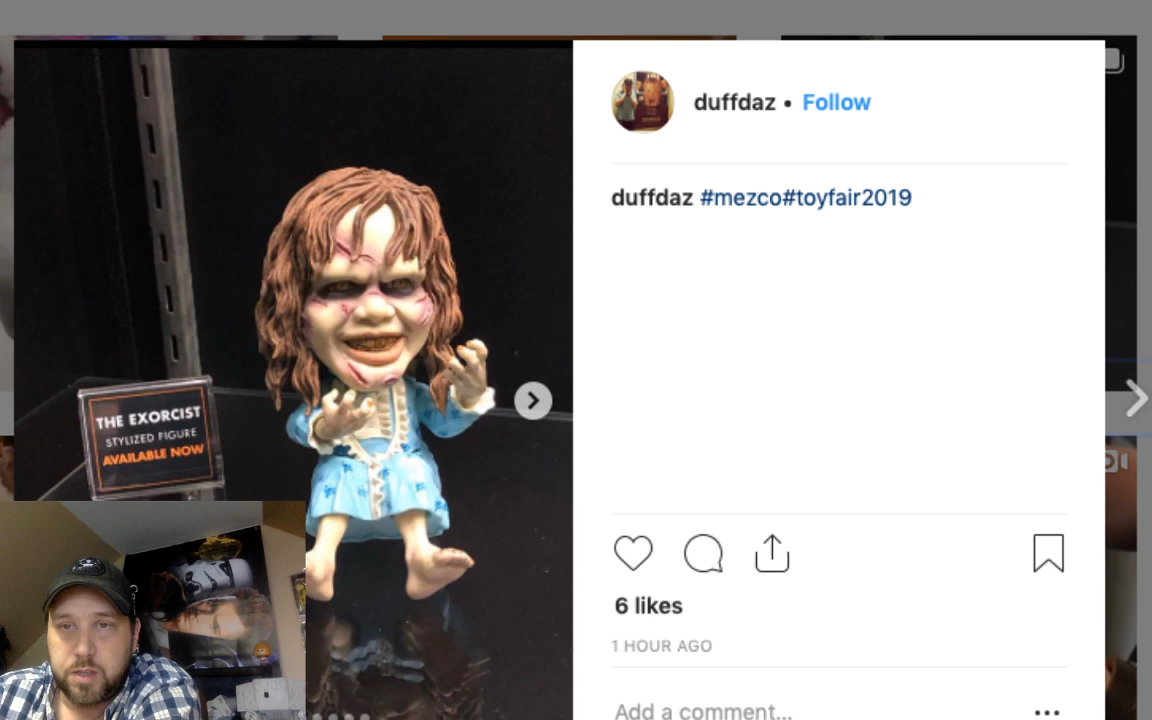 duffdaz • Follow
duffdaz #mezco#toyfair2019
THE EXORCIST
STYLIZED FIGURE
AVAILABLE NOW
6 likes
1 HOUR AGO
Add a comment...